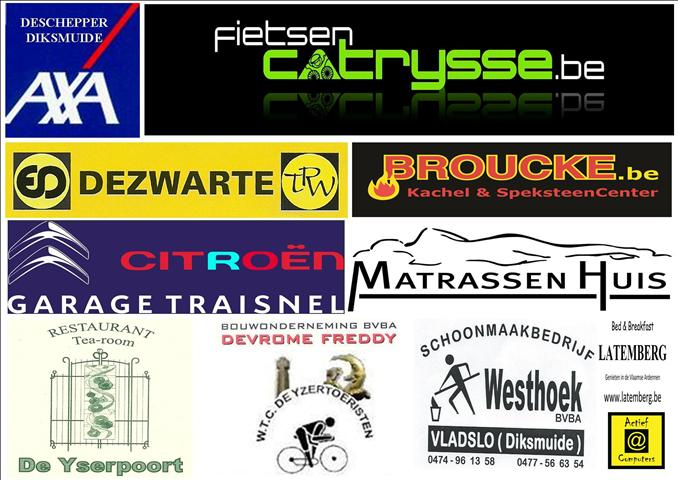 DESCHEPPER
DIKSMUIDE
AXA
fietsen
catrysse.be
ED DEZWARTE TPW
BROUCKE.be
Kachel & SpeksteenCenter
CITROËN
GARAGE TRAISNEL
MATRASSEN HUIS
RESTAURANT
Tea-room
De Yserpoort
BOUWONDERNEMING BVBA
DEVROME FREDDY
W.T.C. DE YZERTOERISTEN
SCHOONMAAKBEDRIJF
Westhoek
BVBA
VLADSLO ( Diksmuide )
0474 - 96 13 58 0477 - 56 63 54
Bed & Breakfast
LATEMBERG
Genieten in de Vlaamse Ardennen
www.latemberg.be
Actief
@
Computers